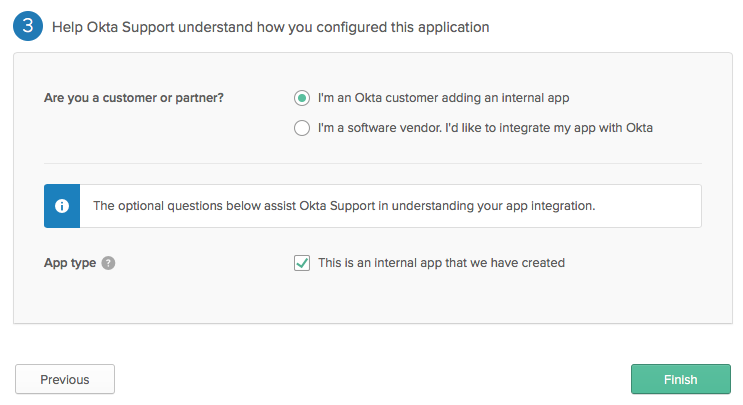 3 Help Okta Support understand how you configured this application
Are you a customer or partner? I'm an Okta customer adding an internal app
I'm a software vendor. I'd like to integrate my app with Okta
i The optional questions below assist Okta Support in understanding your app integration.
App type ? This is an internal app that we have created
Previous Finish